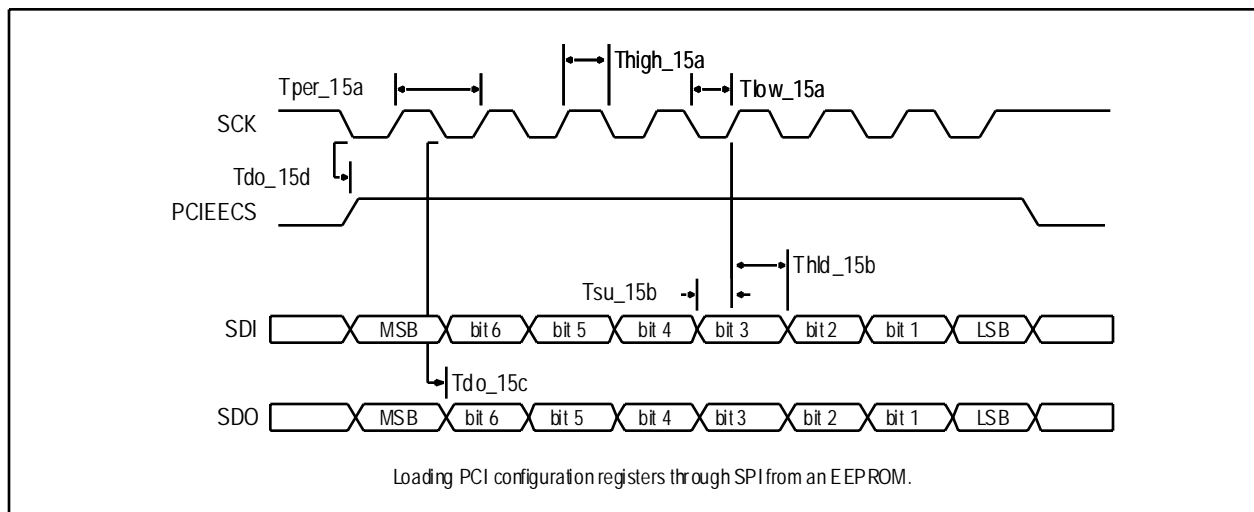 Thigh_15a
Tper_15a
Tlow_15a
SCK
Tdo_15d
PCIEECS
Thld_15b
Tsu_15b
SDI MSB bit 6 bit 5 bit 4 bit 3 bit 2 bit 1 LSB
Tdo_15c
SDO MSB bit 6 bit 5 bit 4 bit 3 bit 2 bit 1 LSB
Loading PCI configuration registers through SPI from an EEPROM.